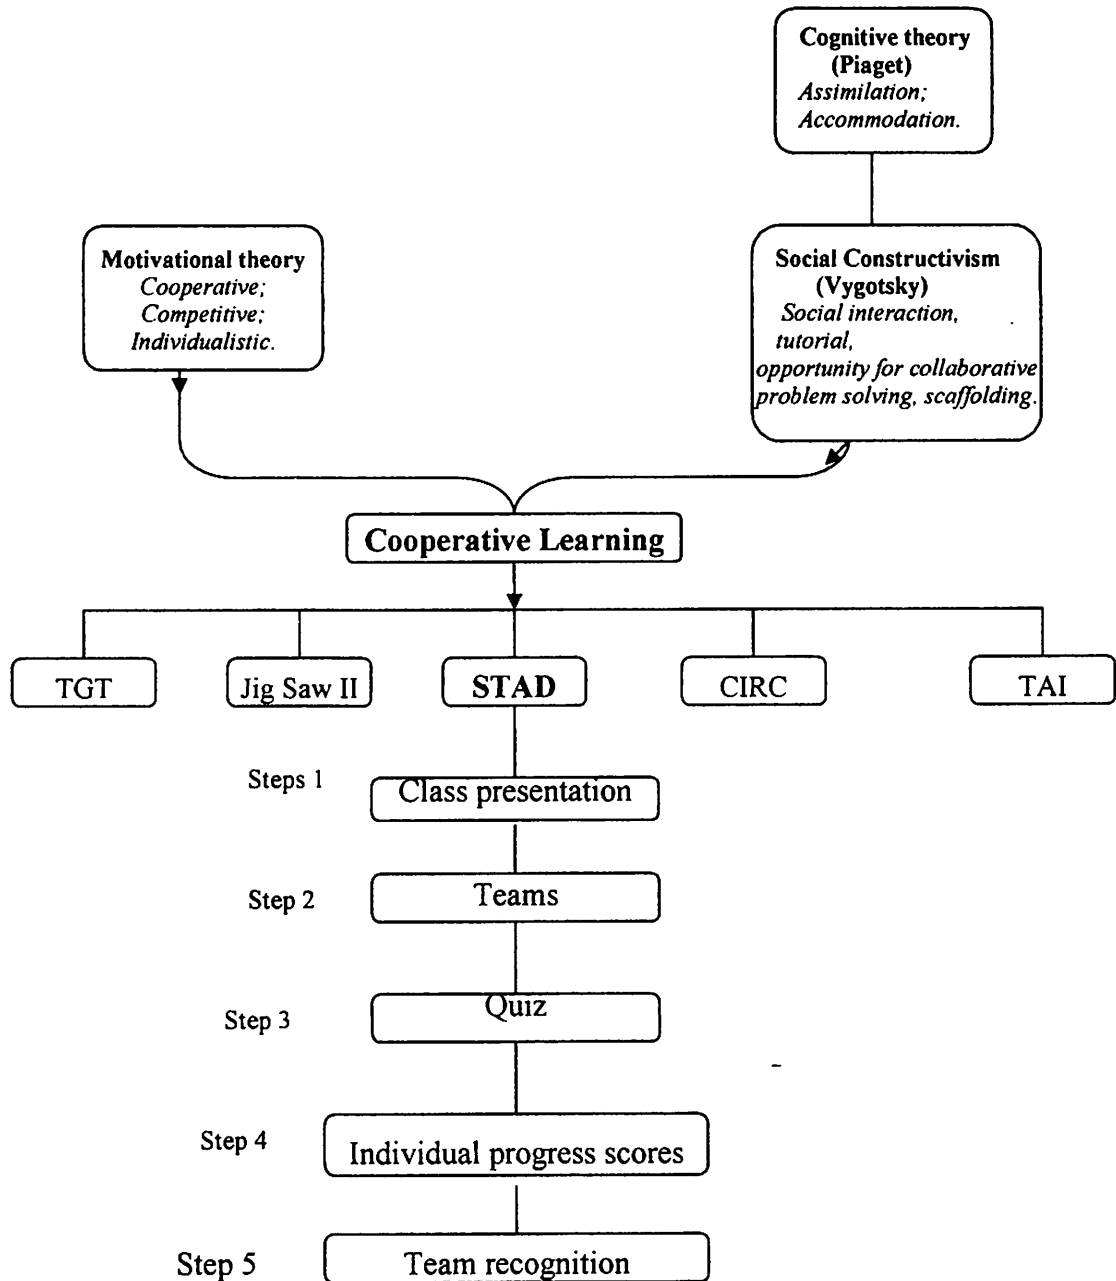 Cognitive theory
(Piaget)
Assimilation;
Accommodation.
Motivational theory
Cooperative;
Competitive;
Individualistic.
Social Constructivism
(Vygotsky)
Social interaction,
tutorial,
opportunity for collaborative
problem solving, scaffolding.
Cooperative Learning
TGT
Jig Saw II
STAD
CIRC
TAI
Steps 1
Class presentation
Step 2
Teams
Step 3
Quiz
Step 4
Individual progress scores
Step 5
Team recognition